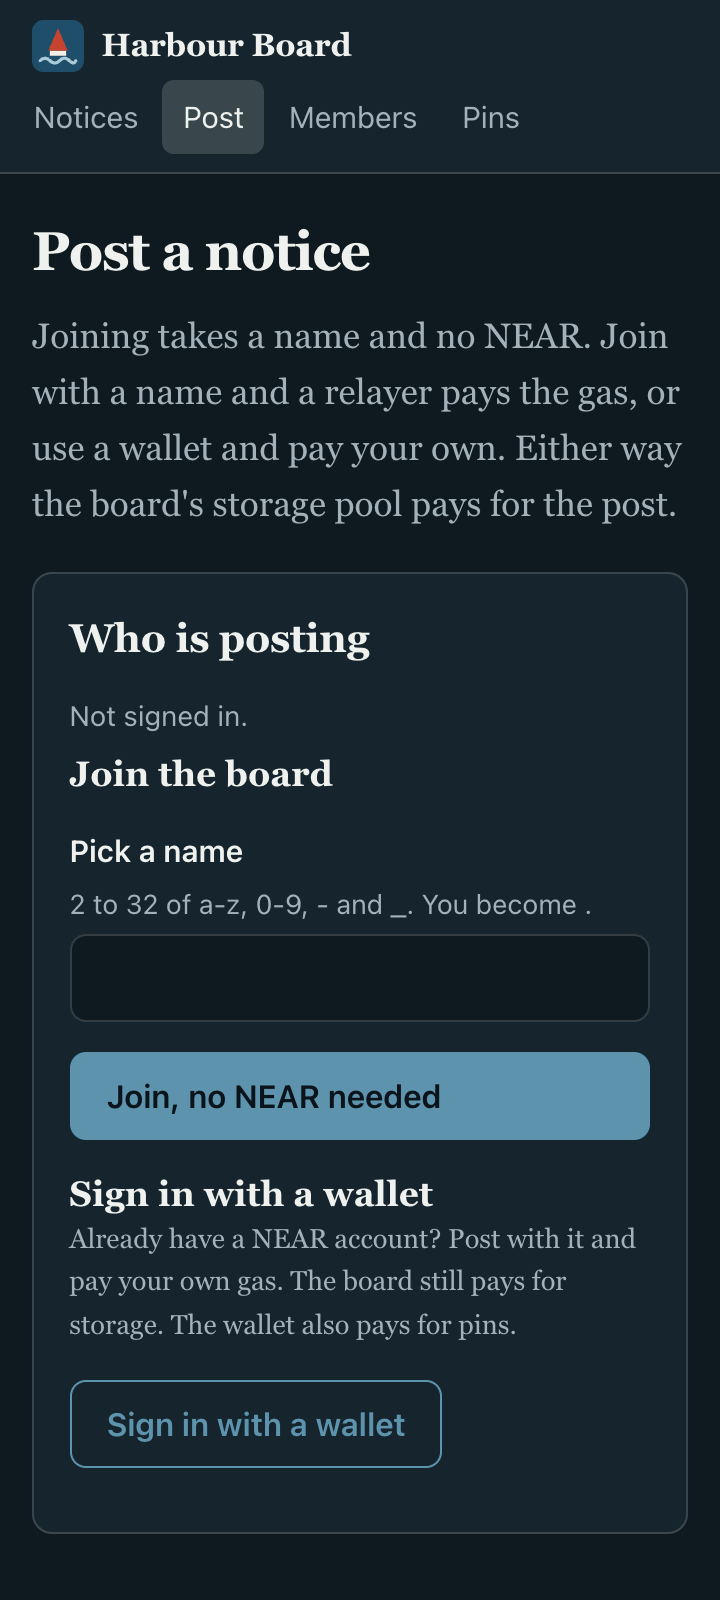 Harbour Board
Notices
Post
Members
Pins
Post a notice
Joining takes a name and no NEAR. Join
with a name and a relayer pays the gas, or
use a wallet and pay your own. Either way
the board's storage pool pays for the post.
Who is posting
Not signed in.
Join the board
Pick a name
2 to 32 of a-z, 0-9, - and _. You become .
Join, no NEAR needed
Sign in with a wallet
Already have a NEAR account? Post with it and
pay your own gas. The board still pays for
storage. The wallet also pays for pins.
Sign in with a wallet